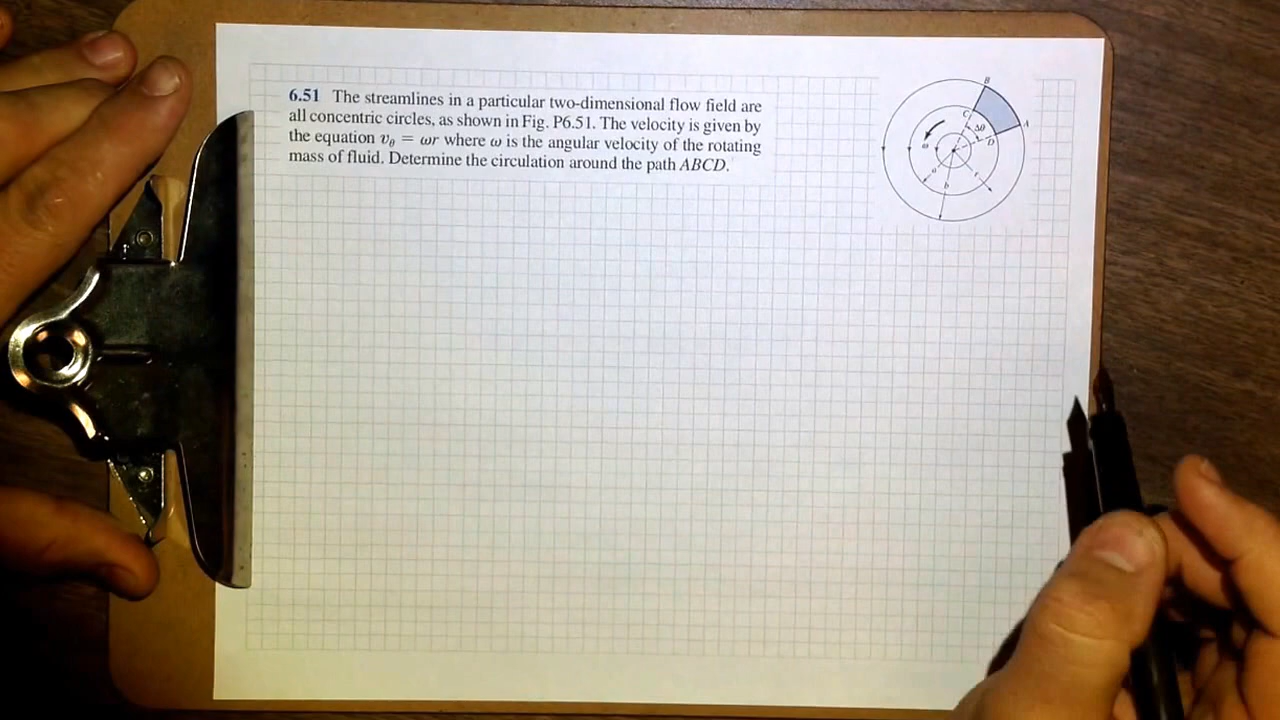 6.51 The streamlines in a particular two-dimensional flow field are
all concentric circles, as shown in Fig. P6.51. The velocity is given by
the equation vθ = ωr where ω is the angular velocity of the rotating
mass of fluid. Determine the circulation around the path ABCD.
B
A
C
Δθ
D
ω
a
r
b